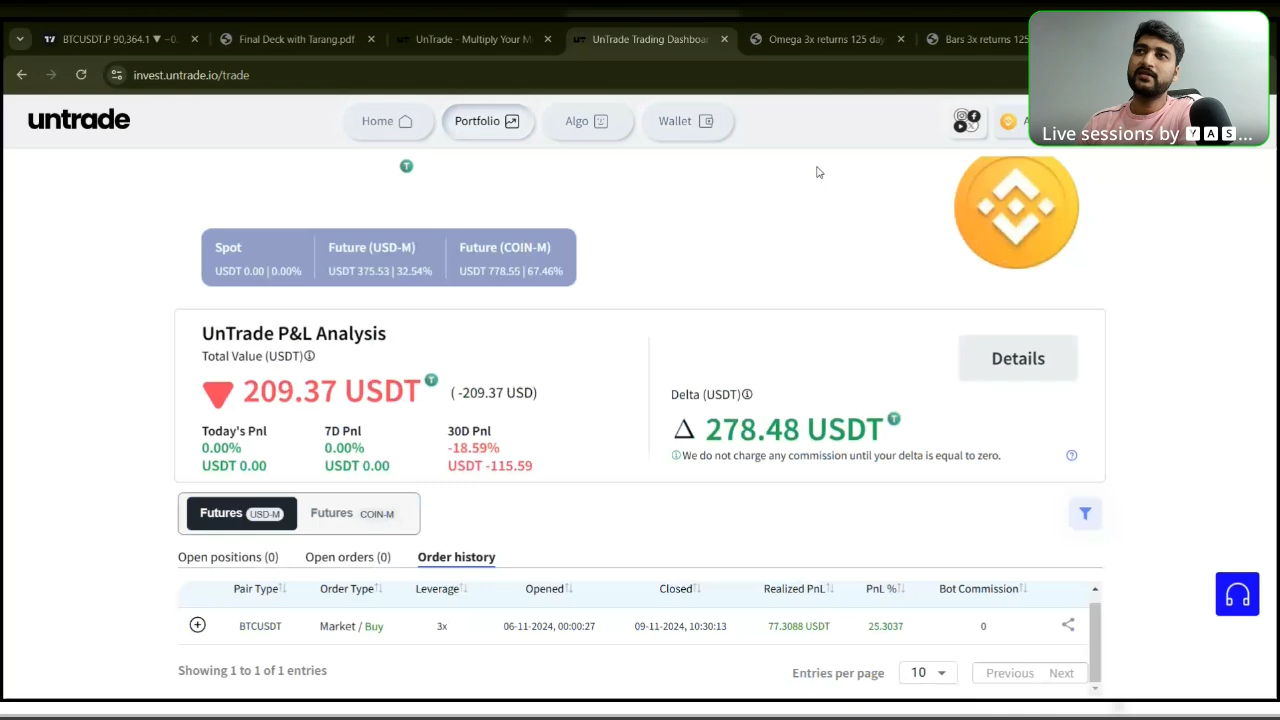 BTCUSDT.P 90,364.1 ▼ −0.
Final Deck with Tarang.pdf
UnTrade - Multiply Your M
UnTrade Trading Dashboa
Omega 3x returns 125 day
Bars 3x returns 125
invest.untrade.io/trade
Live sessions by 🆈🅰🆂...
untrade
Home
Portfolio
Algo
Wallet
Spot
Future (USD-M)
Future (COIN-M)
USDT 0.00 | 0.00%
USDT 375.53 | 32.54%
USDT 778.55 | 67.46%
UnTrade P&L Analysis
Total Value (USDT)
209.37 USDT
( -209.37 USD)
Today's Pnl
7D Pnl
30D Pnl
0.00%
0.00%
-18.59%
USDT 0.00
USDT 0.00
USDT -115.59
Details
Delta (USDT)
Δ 278.48 USDT
We do not charge any commission until your delta is equal to zero.
Futures USD-M
Futures COIN-M
Open positions (0)
Open orders (0)
Order history
Pair Type
Order Type
Leverage
Opened
Closed
Realized PnL
PnL %
Bot Commission
BTCUSDT
Market / Buy
3x
06-11-2024, 00:00:27
09-11-2024, 10:30:13
77.3088 USDT
25.3037
0
Showing 1 to 1 of 1 entries
Entries per page
10
Previous
Next